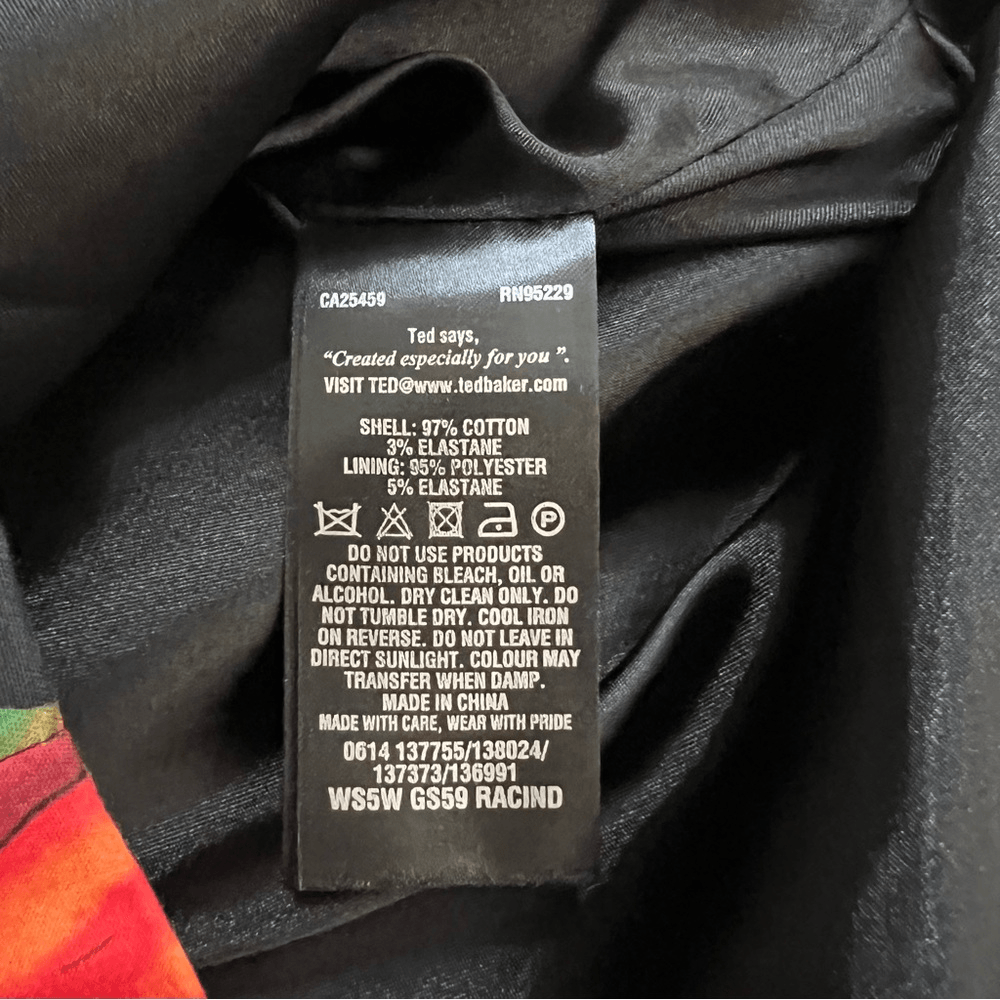 CA25459 RN95229
Ted says,
“Created especially for you ”.
VISIT TED@www.tedbaker.com
SHELL: 97% COTTON
3% ELASTANE
LINING: 95% POLYESTER
5% ELASTANE
P
DO NOT USE PRODUCTS
CONTAINING BLEACH, OIL OR
ALCOHOL. DRY CLEAN ONLY. DO
NOT TUMBLE DRY. COOL IRON
ON REVERSE. DO NOT LEAVE IN
DIRECT SUNLIGHT. COLOUR MAY
TRANSFER WHEN DAMP.
MADE IN CHINA
MADE WITH CARE, WEAR WITH PRIDE
0614 137755/138024/
137373/136991
WS5W GS59 RACIND